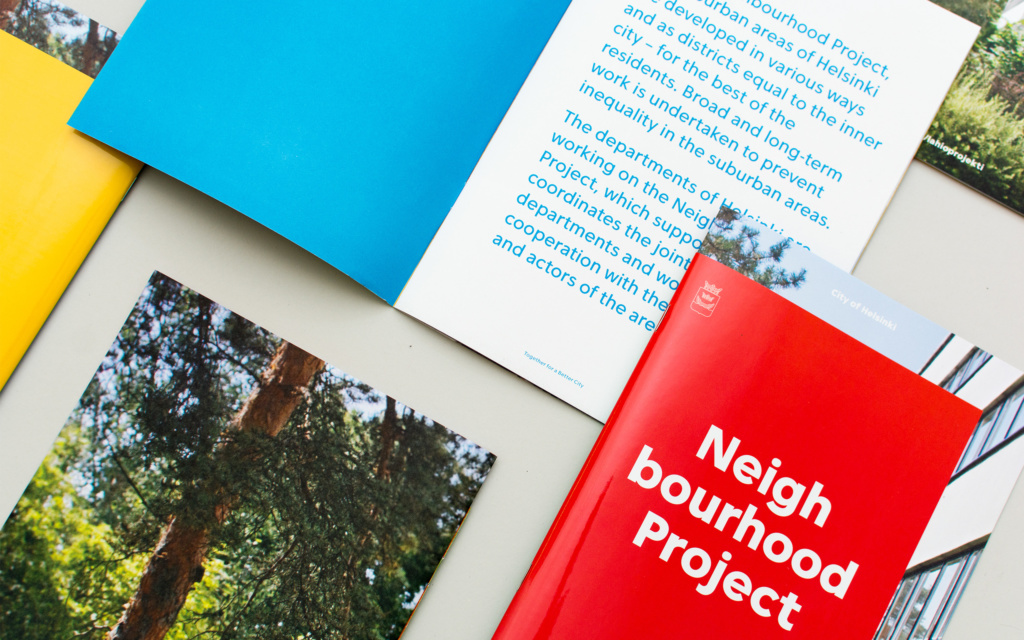 bourhood Project,
urban areas of Helsinki
developed in various ways
and as districts equal to the inner
city – for the best of the
residents. Broad and long-term
work is undertaken to prevent
inequality in the suburban areas.
The departments of Helsinki
working on the Neigh
Project, which suppo
coordinates the joint
departments and wo
cooperation with the
and actors of the are
Together for a Better City
City of Helsinki
Neigh
bourhood
Project